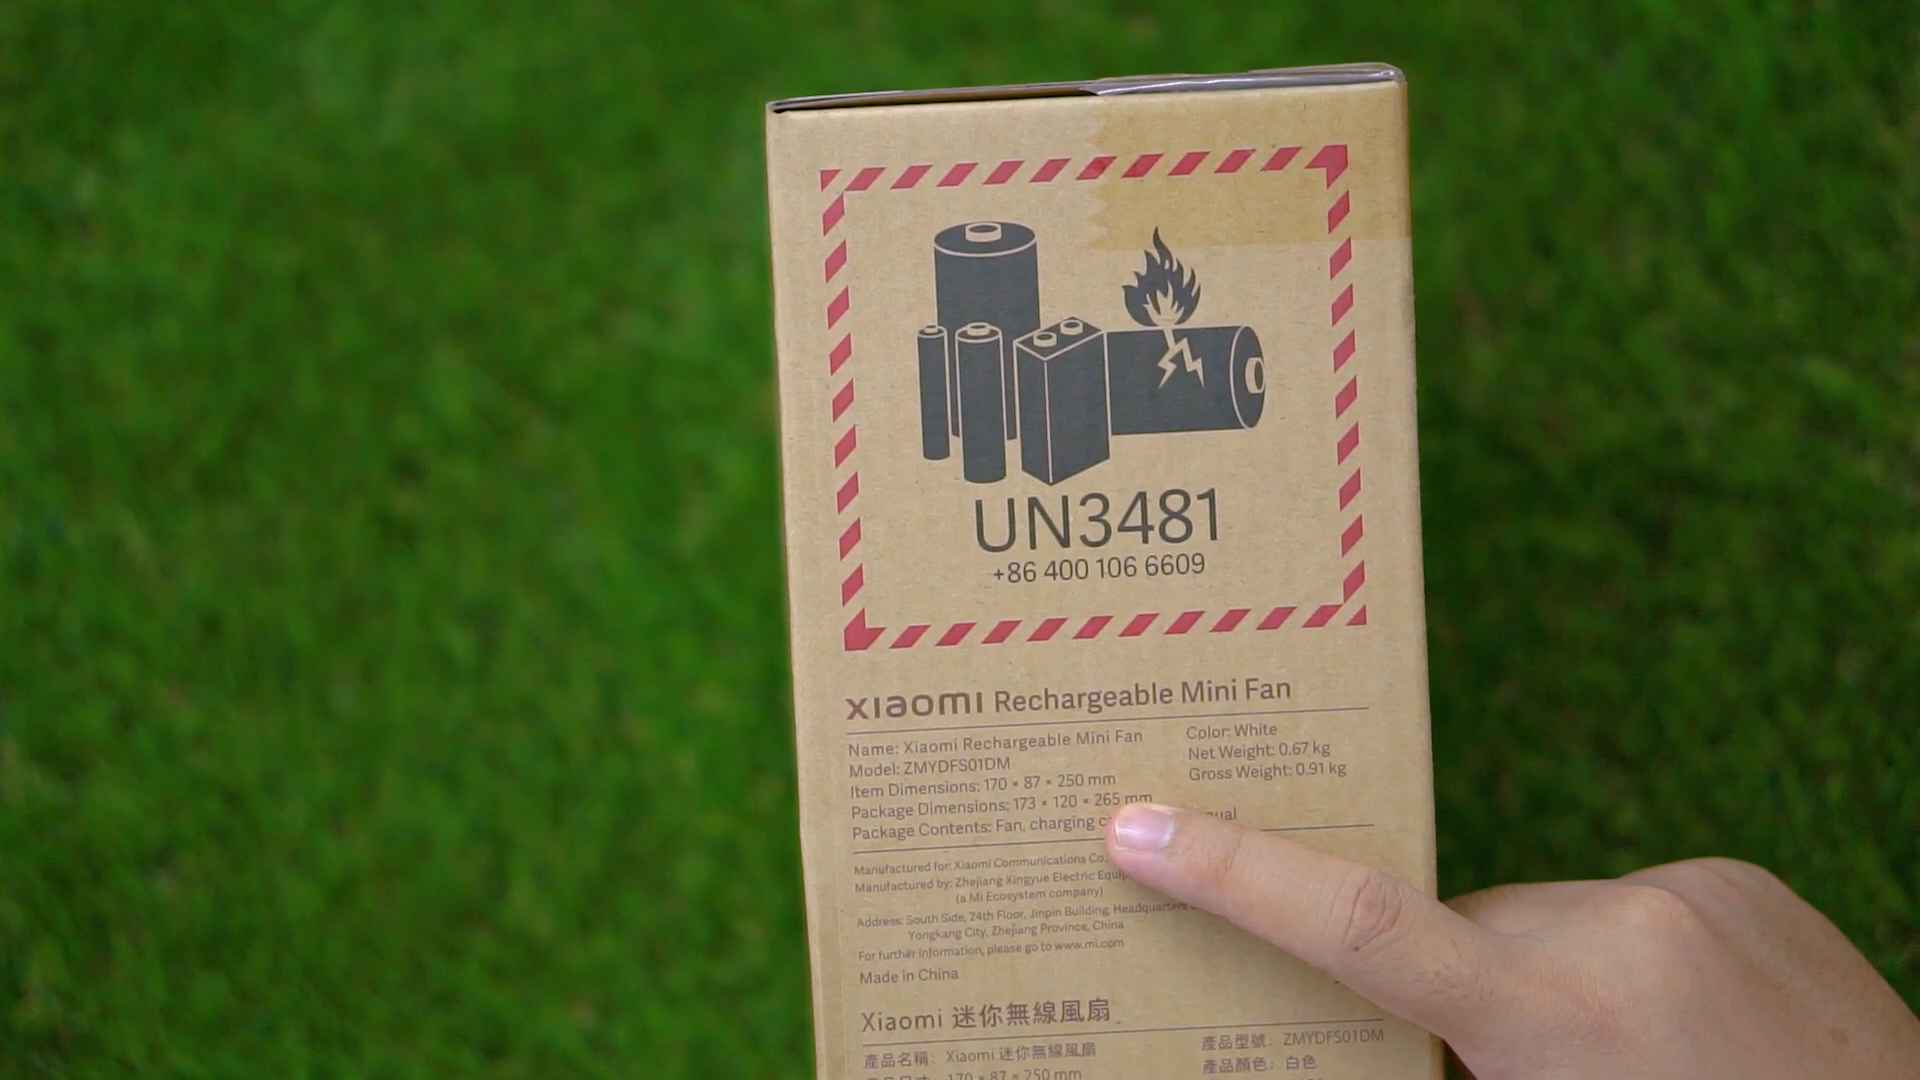 UN3481
+86 400 106 6609
xiaomi Rechargeable Mini Fan
Name: Xiaomi Rechargeable Mini Fan
Color: White
Model: ZMYDFS01DM
Net Weight: 0.67 kg
Item Dimensions: 170 × 87 × 250 mm
Gross Weight: 0.91 kg
Package Dimensions: 173 × 120 × 265 mm
Package Contents: Fan, charging
Manufactured for: Xiaomi Communications Co.,
Manufactured by: Zhejiang Xingyue Electric
(a Mi Ecosystem company)
Address: South Side, 24th Floor, Jinpin Building, Headquarters
Yongkang City, Zhejiang Province, China
For further information, please go to www.mi.com
Made in China
Xiaomi 迷你無線風扇
產品名稱: Xiaomi 迷你無線風扇
產品型號: ZMYDFS01DM
產品顏色: 白色
170 × 87 × 250 mm